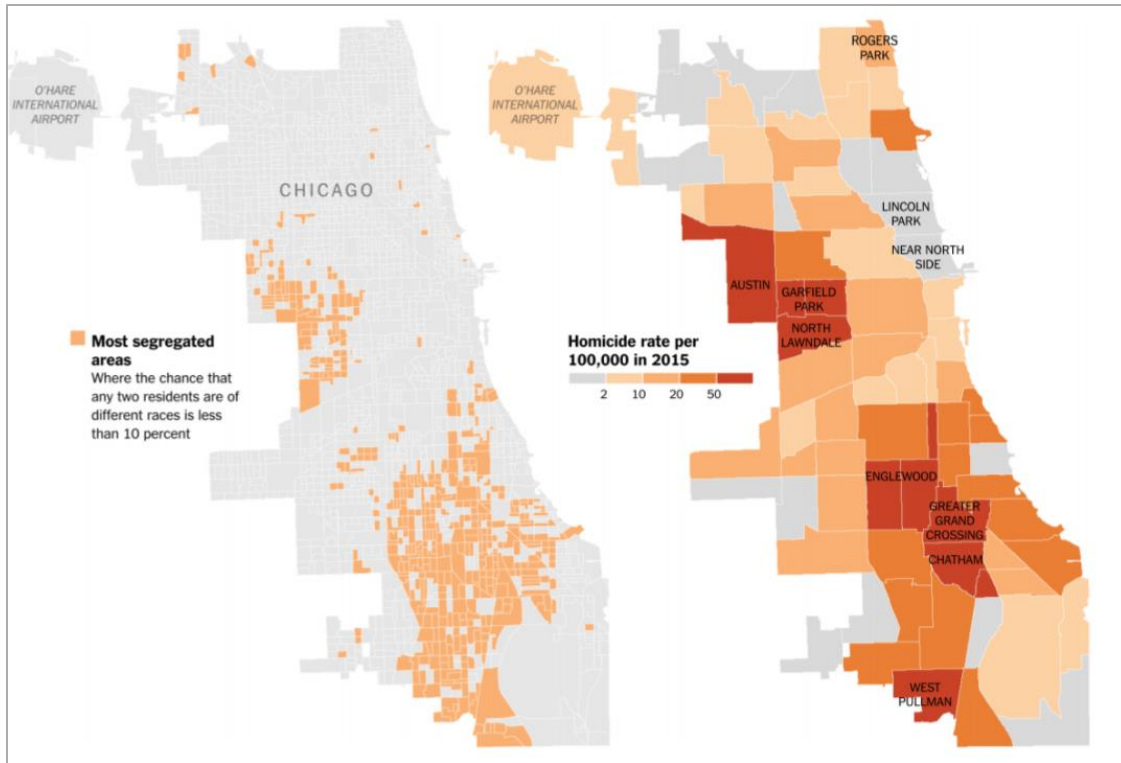 O'HARE
INTERNATIONAL
AIRPORT
CHICAGO
Most segregated
areas
Where the chance that
any two residents are of
different races is less
than 10 percent
O'HARE
INTERNATIONAL
AIRPORT
ROGERS
PARK
LINCOLN
PARK
NEAR NORTH
SIDE
AUSTIN
GARFIELD
PARK
NORTH
LAWNDALE
Homicide rate per
100,000 in 2015
2 10 20 50
ENGLEWOOD
GREATER
GRAND
CROSSING
CHATHAM
WEST
PULLMAN